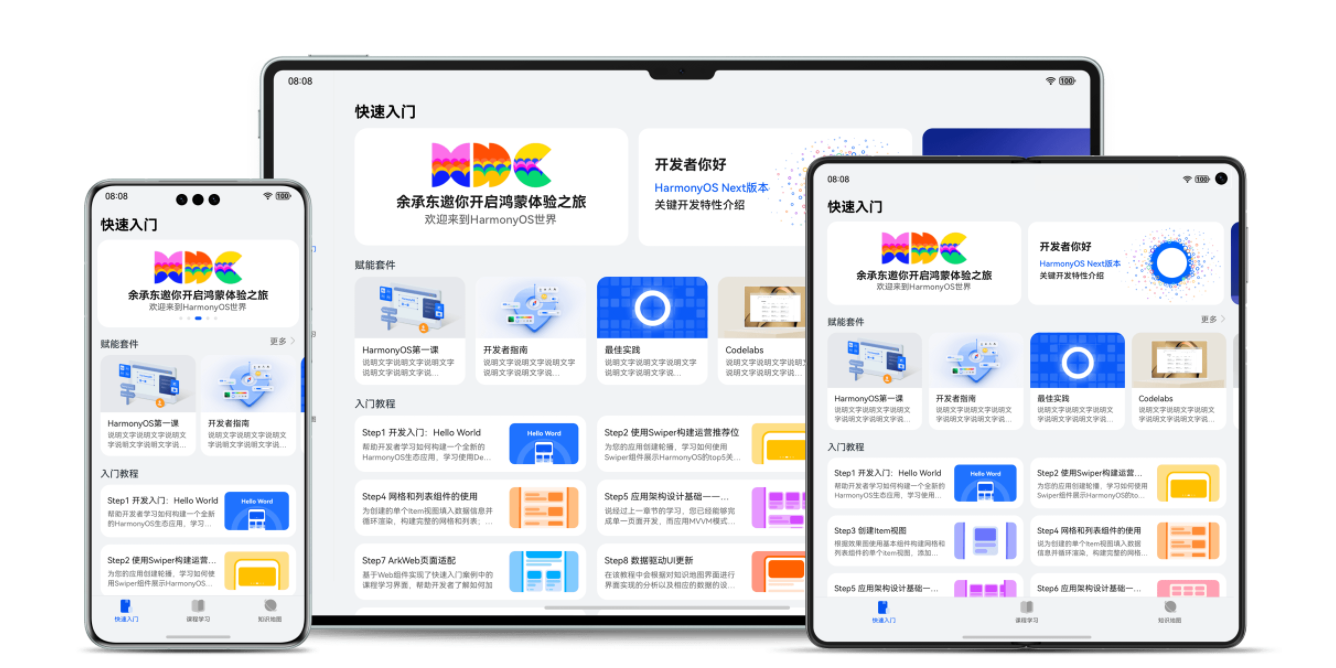 08:08
100
快速入门
余承东邀你开启鸿蒙体验之旅
欢迎来到HarmonyOS世界
开发者你好
HarmonyOS Next版本
关键开发特性介绍
赋能套件
HarmonyOS第一课
说明文字说明文字说明文字
说明文字说明文字说...
开发者指南
说明文字说明文字说明文字
说明文字说明文字说...
最佳实践
说明文字说明文字说明文字
说明文字说明文字说...
Codelabs
说明文字说明文字说明文
说明文字说明文字说...
入门教程
Step1 开发入门：Hello World
帮助开发者学习如何构建一个全新的
HarmonyOS生态应用，学习使用De...
Hello World
Step2 使用Swiper构建运营推荐位
为您的应用创建轮播，学习如何使用
Swiper组件展示HarmonyOS的top5关...
Step4 网格和列表组件的使用
为创建的单个Item视图填入数据信息并
循环渲染，构建完整的网格和列表；...
Step5 应用架构设计基础——...
说经过上一章节的学习，您已经能够完
成单一页面开发，而应用MVVM模式...
Step7 ArkWeb页面适配
基于Web组件实现了快速入门案例中的
课程学习界面，帮助开发者了解如何加
Step8 数据驱动UI更新
在该教程中会根据对知识地图界面进行
界面实现的分析以及相应的数据的设...
08:08
100
快速入门
余承东邀你开启鸿蒙体验之旅
欢迎来到HarmonyOS世界
赋能套件
更多
HarmonyOS第一课
说明文字说明文字说明文
字说明文字说明文字说...
开发者指南
说明文字说明文字说明文
字说明文字说明文字说...
入门教程
Step1 开发入门：Hello World
帮助开发者学习如何构建一个全新
的HarmonyOS生态应用，学习...
Hello World
Step2 使用Swiper构建运营...
为您的应用创建轮播，学习如何使
用Swiper组件展示HarmonyOS...
快速入门
课程学习
知识地图
08:08
100
快速入门
余承东邀你开启鸿蒙体验之旅
欢迎来到HarmonyOS世界
开发者你好
HarmonyOS Next版本
关键开发特性介绍
赋能套件
更多
HarmonyOS第一课
说明文字说明文字说明文
字说明文字说明文字说...
开发者指南
说明文字说明文字说明文
字说明文字说明文字说...
最佳实践
说明文字说明文字说明文
字说明文字说明文字说...
Codelabs
说明文字说明文字说明文
字说明文字说明文字说...
入门教程
Step1 开发入门：Hello World
帮助开发者学习如何构建一个全新的
HarmonyOS生态应用，学习使用...
Hello World
Step2 使用Swiper构建运营...
为您的应用创建轮播，学习如何使用
Swiper组件展示HarmonyOS的to...
Step3 创建Item视图
根据效果图使用基本组件构建网格和
列表组件的单个Item视图，添加...
Step4 网格和列表组件的使用
说为创建的单个Item视图填入数据
信息并循环渲染，构建完整的网格...
Step5 应用架构设计基础一...
Step6 应用架构设计基础一...
快速入门
课程学习
知识地图